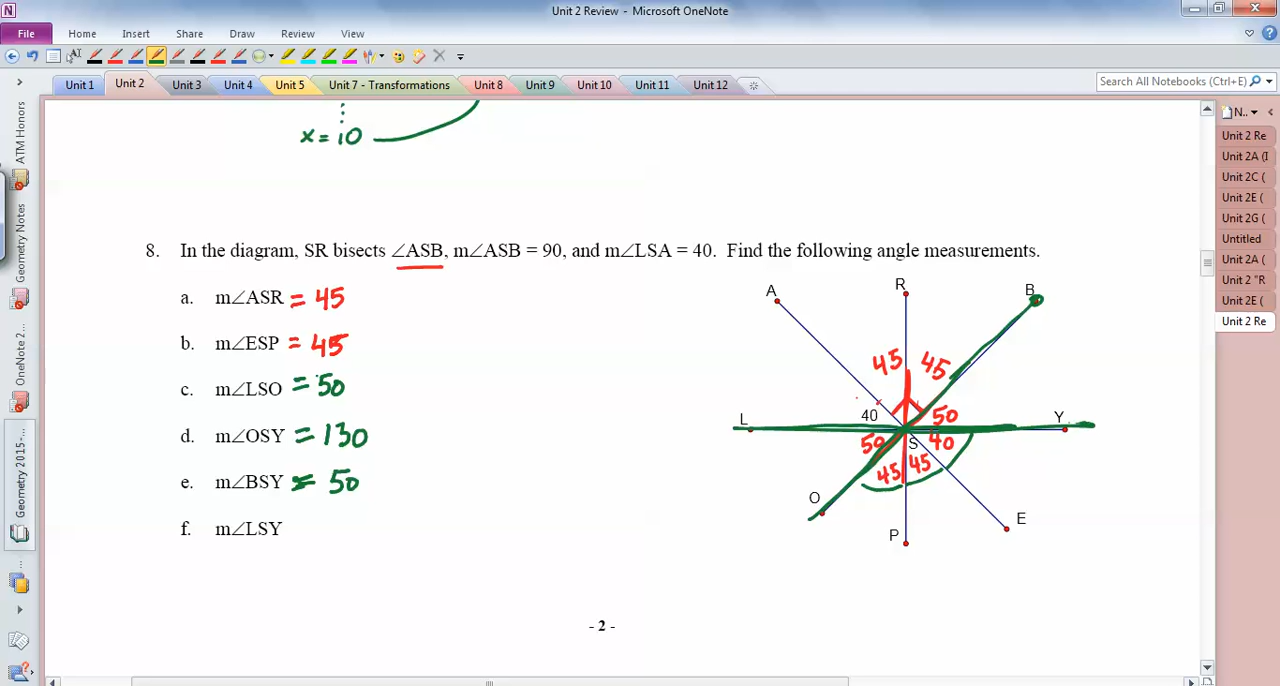 Unit 2 Review - Microsoft OneNote
File Home Insert Share Draw Review View
Unit 1 Unit 2 Unit 3 Unit 4 Unit 5 Unit 7 - Transformations Unit 8 Unit 9 Unit 10 Unit 11 Unit 12
Search All Notebooks (Ctrl+E)
ATM Honors
Geometry Notes
OneNote 2...
Geometry 2015 -...
N..
Unit 2 Re
Unit 2A (I
Unit 2C (
Unit 2E (
Unit 2G (
Untitled
Unit 2A (
Unit 2 "R
Unit 2E (
Unit 2 Re
x = 10
8. In the diagram, SR bisects ∠ASB, m∠ASB = 90, and m∠LSA = 40. Find the following angle measurements.
a. m∠ASR = 45
b. m∠ESP = 45
c. m∠LSO = 50
d. m∠OSY = 130
e. m∠BSY = 50
f. m∠LSY
A R B
45 45
L 40 50 Y
50 S 40
45 45
O P E
- 2 -